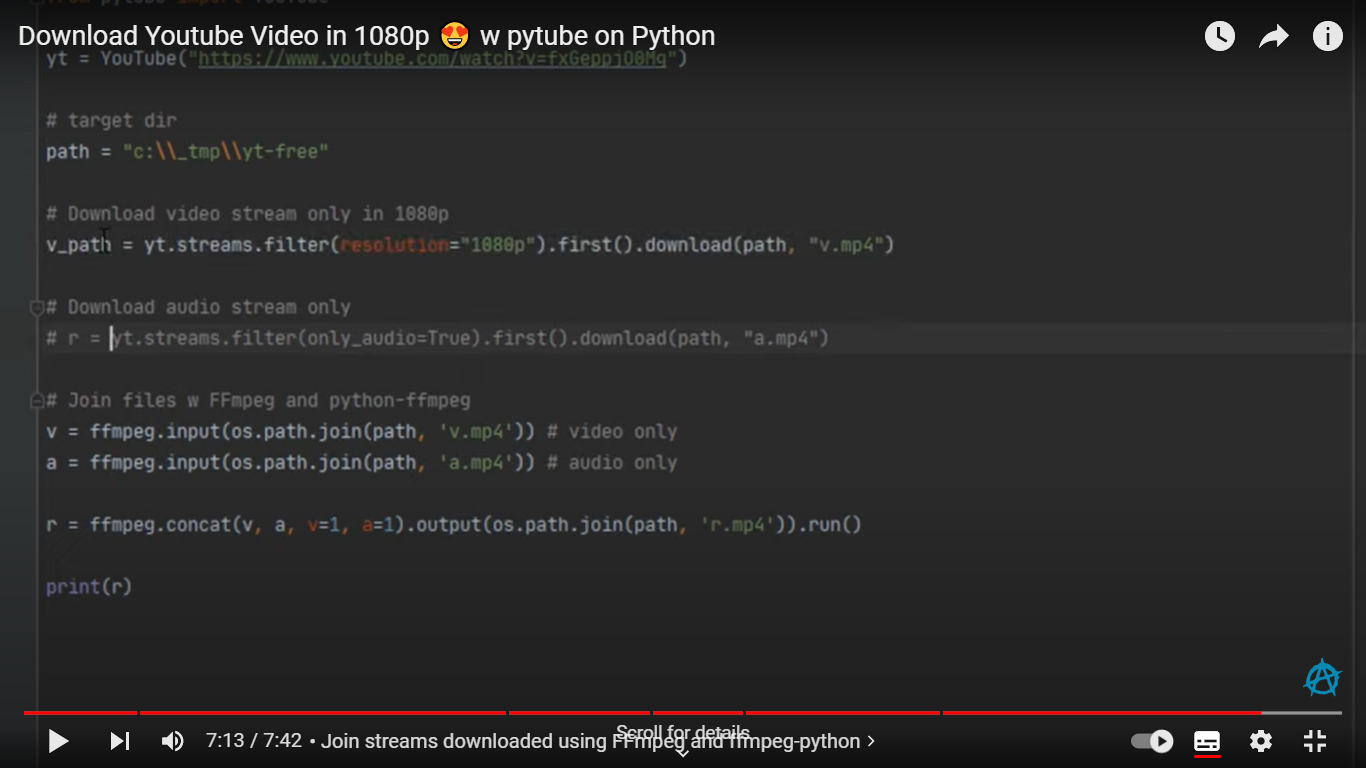 from pytube import YouTube
Download Youtube Video in 1080p 😍 w pytube on Python
yt = YouTube("https://www.youtube.com/watch?v=fx6eppjO0Mg")
# target dir
path = "c:\\_tmp\\yt-free"
# Download video stream only in 1080p
v_path = yt.streams.filter(resolution="1080p").first().download(path, "v.mp4")
# Download audio stream only
# r = yt.streams.filter(only_audio=True).first().download(path, "a.mp4")
# Join files w FFmpeg and python-ffmpeg
v = ffmpeg.input(os.path.join(path, 'v.mp4')) # video only
a = ffmpeg.input(os.path.join(path, 'a.mp4')) # audio only
r = ffmpeg.concat(v, a, v=1, a=1).output(os.path.join(path, 'r.mp4')).run()
print(r)
Scroll for details
7:13 / 7:42 • Join streams downloaded using FFmpeg and ffmpeg-python >